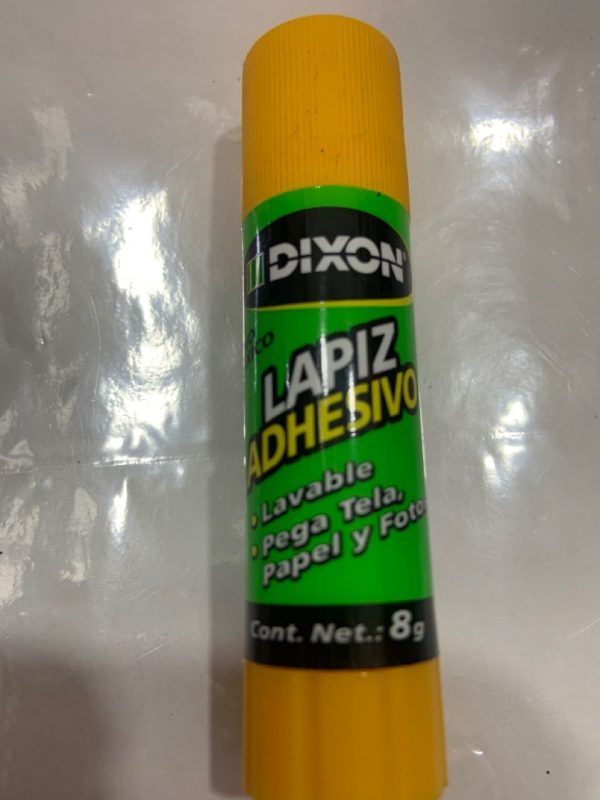 DIXON
LAPIZ
ADHESIVO
• Lavable
• Pega Tela,
Papel y Foto
Cont. Net.: 8g